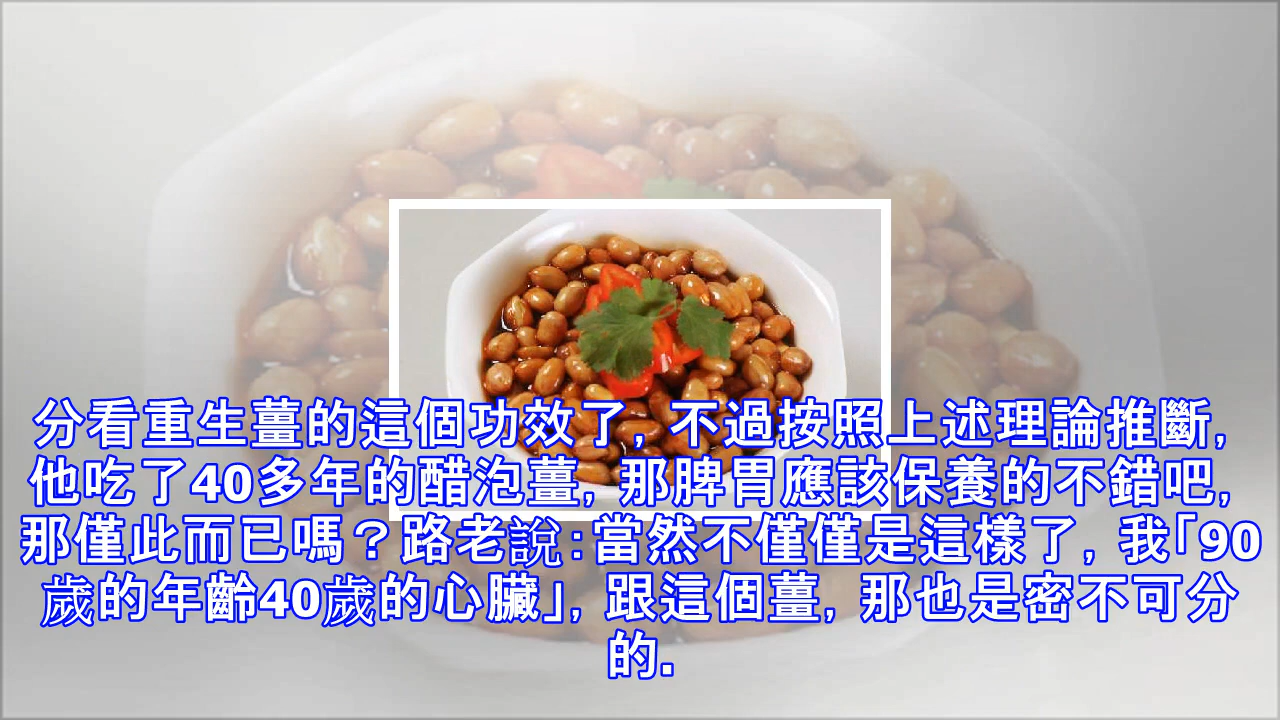 分看重生薑的這個功效了, 不過按照上述理論推斷,
他吃了40多年的醋泡薑, 那脾胃應該保養的不錯吧,
那僅此而已嗎？路老說:當然不僅僅是這樣了, 我「90
歲的年齡40歲的心臟」, 跟這個薑, 那也是密不可分
的.